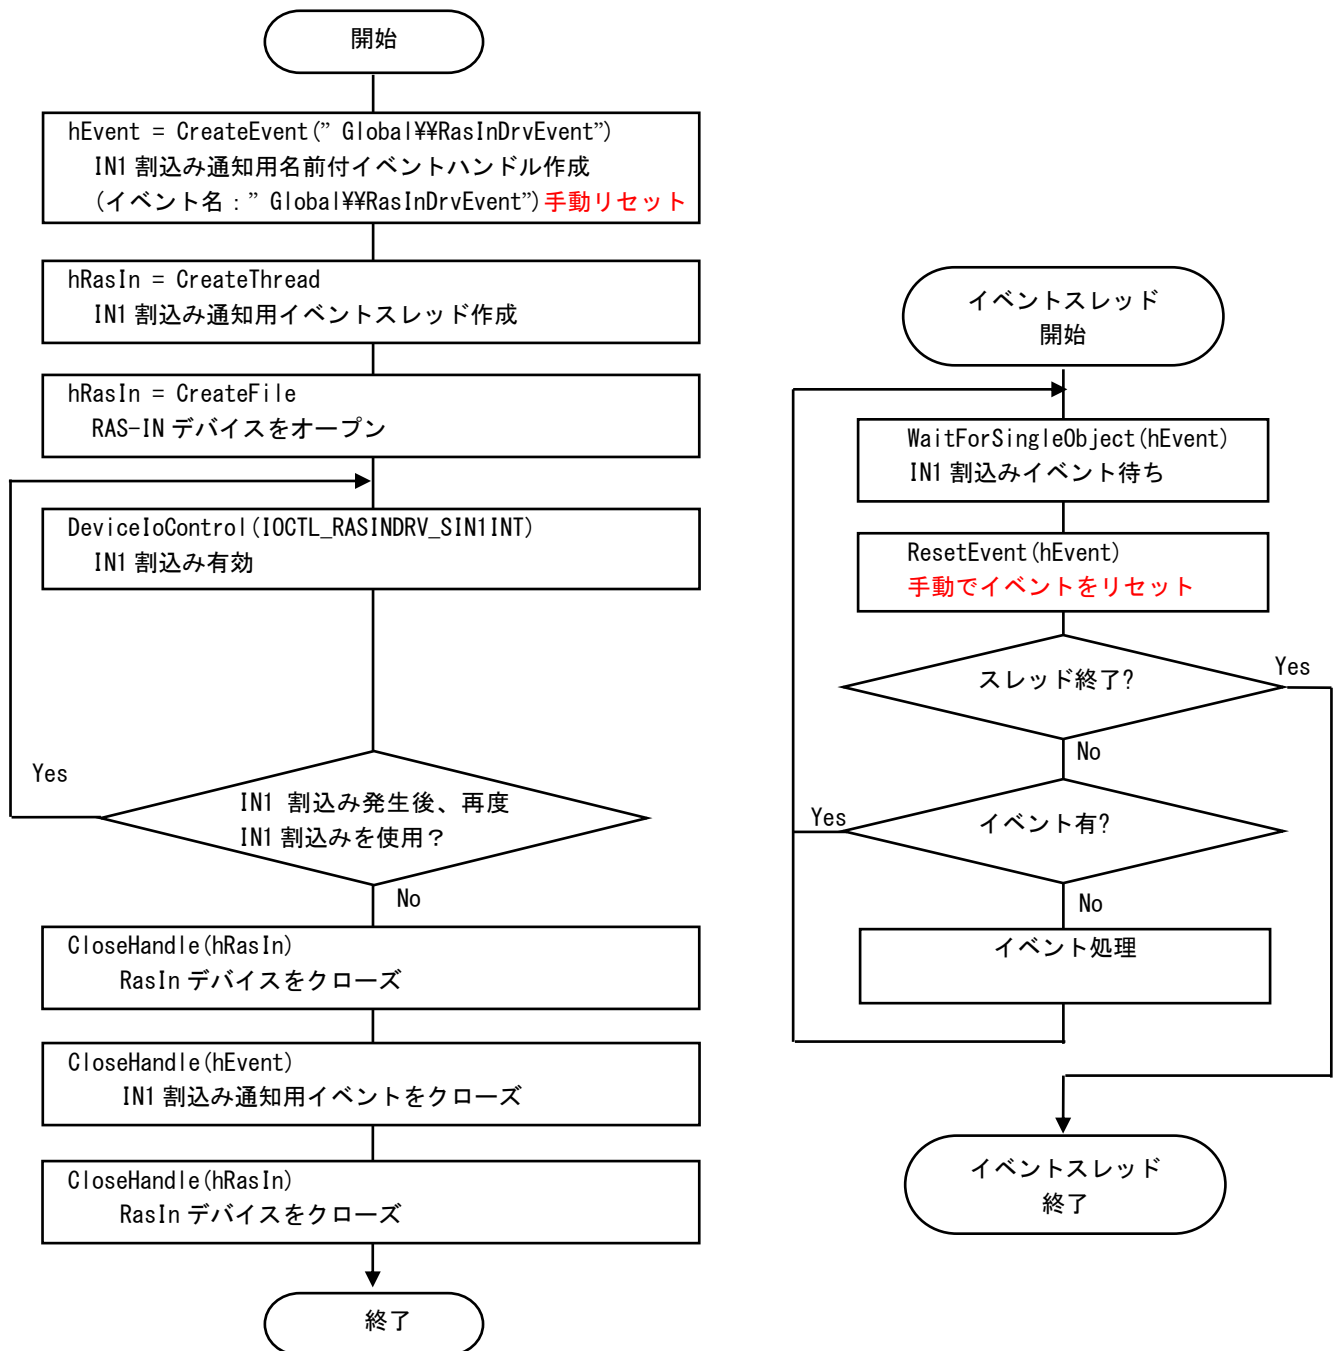 開始
hEvent = CreateEvent(” Global¥¥RasInDrvEvent”)
IN1 割込み通知用名前付イベントハンドル作成
(イベント名：” Global¥¥RasInDrvEvent”)手動リセット
hRasIn = CreateThread
IN1 割込み通知用イベントスレッド作成
hRasIn = CreateFile
RAS-IN デバイスをオープン
DeviceIoControl(IOCTL_RASINDRV_SIN1INT)
IN1 割込み有効
Yes
IN1 割込み発生後、再度
IN1 割込みを使用？
No
CloseHandle(hRasIn)
RasIn デバイスをクローズ
CloseHandle(hEvent)
IN1 割込み通知用イベントをクローズ
CloseHandle(hRasIn)
RasIn デバイスをクローズ
終了
イベントスレッド
開始
WaitForSingleObject(hEvent)
IN1 割込みイベント待ち
ResetEvent(hEvent)
手動でイベントをリセット
スレッド終了?
Yes
No
イベント有?
Yes
No
イベント処理
イベントスレッド
終了